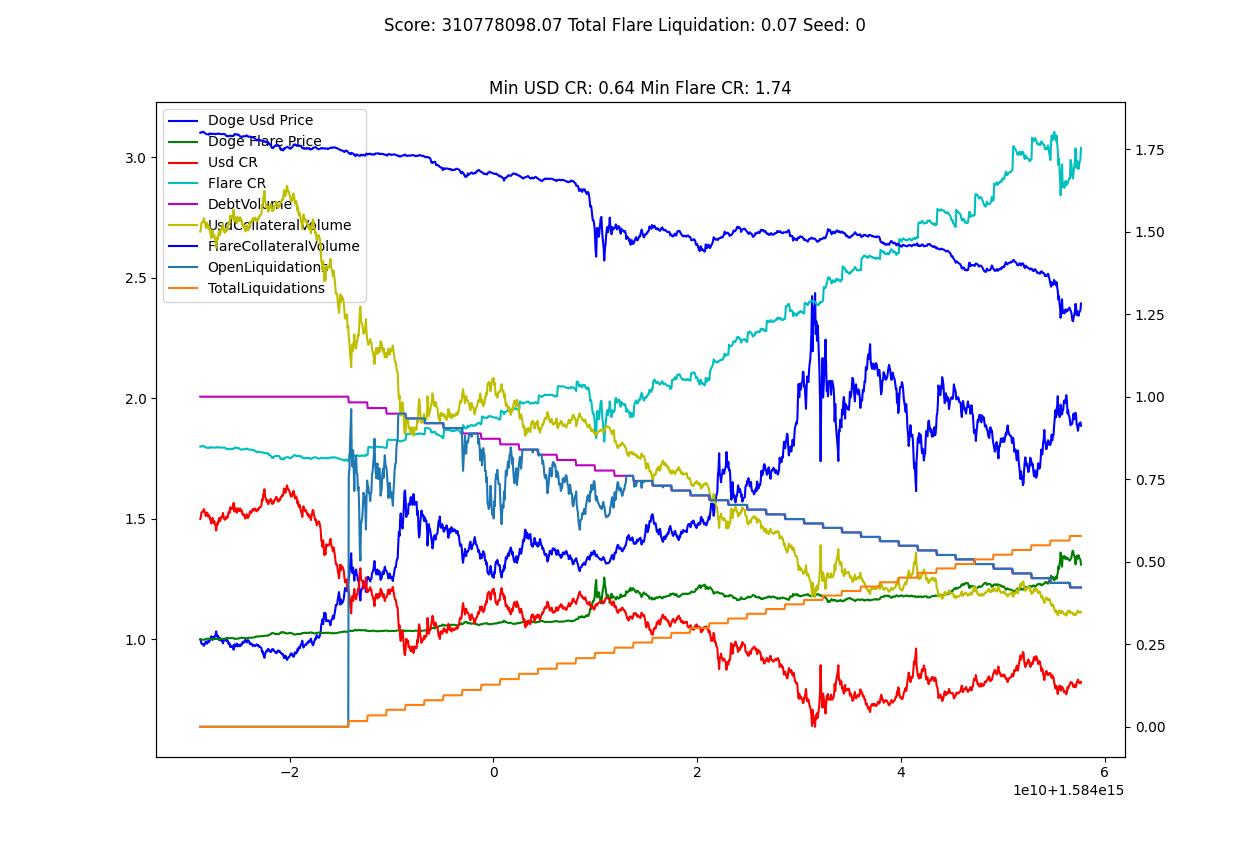 Score: 310778098.07 Total Flare Liquidation: 0.07 Seed: 0
Min USD CR: 0.64 Min Flare CR: 1.74
Doge Usd Price
Doge Flare Price
Usd CR
Flare CR
DebtVolume
UsdCollateralVolume
FlareCollateralVolume
OpenLiquidations
TotalLiquidations
3.0
2.5
2.0
1.5
1.0
1.75
1.50
1.25
1.00
0.75
0.50
0.25
0.00
−2 0 2 4 6
1e10+1.584e15